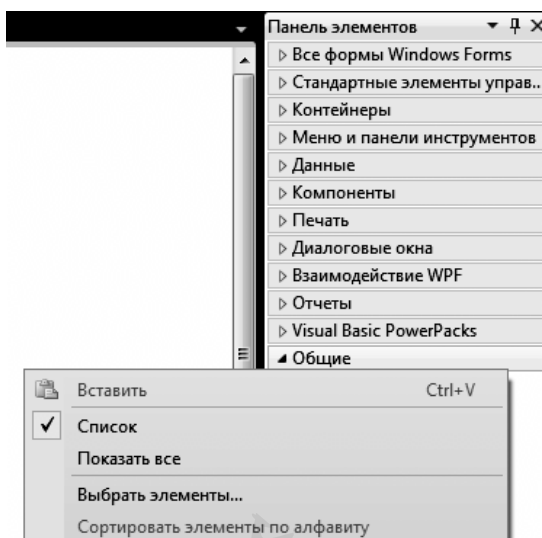 Панель элементов
Все формы Windows Forms
Стандартные элементы управ...
Контейнеры
Меню и панели инструментов
Данные
Компоненты
Печать
Диалоговые окна
Взаимодействие WPF
Отчеты
Visual Basic PowerPacks
Общие
Вставить Ctrl+V
Список
Показать все
Выбрать элементы...
Сортировать элементы по алфавиту